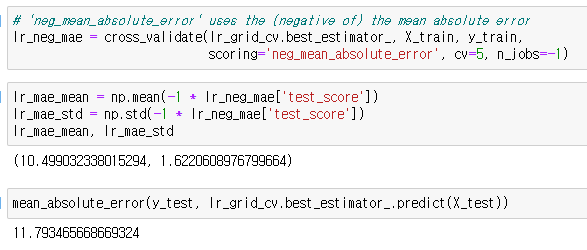 # 'neg_mean_absolute_error' uses the (negative of) the mean absolute error
lr_neg_mae = cross_validate(lr_grid_cv.best_estimator_, X_train, y_train,
scoring='neg_mean_absolute_error', cv=5, n_jobs=-1)
lr_mae_mean = np.mean(-1 * lr_neg_mae['test_score'])
lr_mae_std = np.std(-1 * lr_neg_mae['test_score'])
lr_mae_mean, lr_mae_std
(10.499032338015294, 1.6220608976799664)
mean_absolute_error(y_test, lr_grid_cv.best_estimator_.predict(X_test))
11.793465668669324